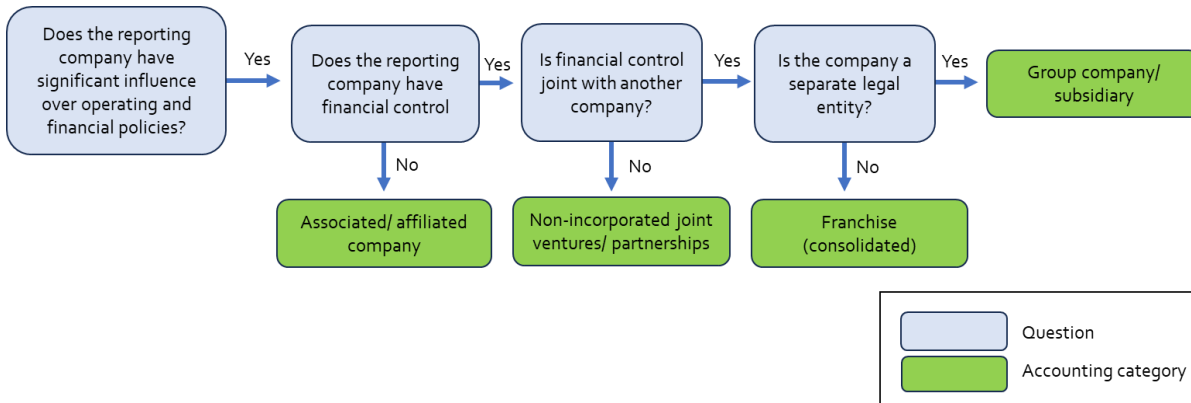 Does the reporting
company have
significant influence
over operating and
financial policies?
Yes
Does the reporting
company have
financial control
Yes
Is financial control
joint with another
company?
Yes
Is the company a
separate legal
entity?
Yes
Group company/
subsidiary
No
No
No
Associated/ affiliated
company
Non-incorporated joint
ventures/ partnerships
Franchise
(consolidated)
Question
Accounting category